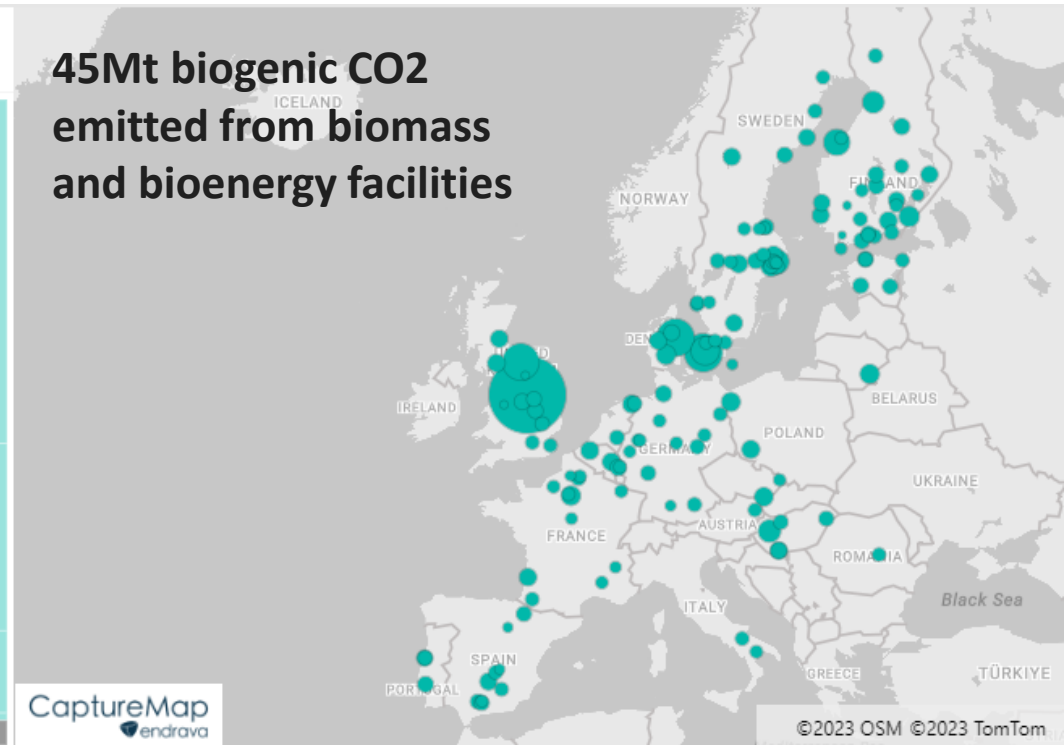 45Mt biogenic CO2
emitted from biomass
and bioenergy facilities
ICELAND
SWEDEN
FINLAND
NORWAY
UNITED
IRELAND
BELARUS
POLAND
GERMANY
UKRAINE
FRANCE
AUSTRIA
ROMANIA
Black Sea
ITALY
SPAIN
PORTUGAL
GREECE
TÜRKIYE
CaptureMap
endrava
©2023 OSM ©2023 TomTom